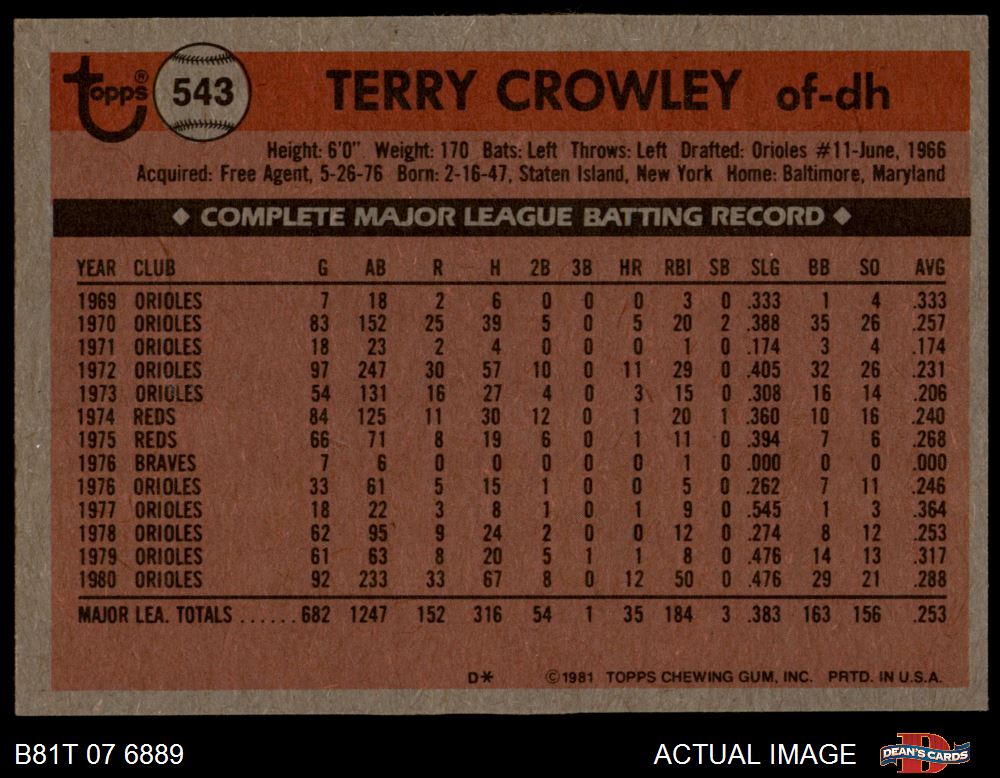 topps® 543 TERRY CROWLEY of-dh
Height: 6'0" Weight: 170 Bats: Left Throws: Left Drafted: Orioles #11-June, 1966
Acquired: Free Agent, 5-26-76 Born: 2-16-47, Staten Island, New York Home: Baltimore, Maryland
◆ COMPLETE MAJOR LEAGUE BATTING RECORD ◆
YEAR CLUB G AB R H 2B 3B HR RBI SB SLG BB SO AVG
1969 ORIOLES 7 18 2 6 0 0 0 3 0 .333 1 4 .333
1970 ORIOLES 83 152 25 39 5 0 5 20 2 .388 35 26 .257
1971 ORIOLES 18 23 2 4 0 0 0 1 0 .174 3 4 .174
1972 ORIOLES 97 247 30 57 10 0 11 29 0 .405 32 26 .231
1973 ORIOLES 54 131 16 27 4 0 3 15 0 .308 16 14 .206
1974 REDS 84 125 11 30 12 0 1 20 1 .360 10 16 .240
1975 REDS 66 71 8 19 6 0 1 11 0 .394 7 6 .268
1976 BRAVES 7 6 0 0 0 0 0 1 0 .000 0 0 .000
1976 ORIOLES 33 61 5 15 1 0 0 5 0 .262 7 11 .246
1977 ORIOLES 18 22 3 8 1 0 1 9 0 .545 1 3 .364
1978 ORIOLES 62 95 9 24 2 0 0 12 0 .274 8 12 .253
1979 ORIOLES 61 63 8 20 5 1 1 8 0 .476 14 13 .317
1980 ORIOLES 92 233 33 67 8 0 12 50 0 .476 29 21 .288
MAJOR LEA. TOTALS ......682 1247 152 316 54 1 35 184 3 .383 163 156 .253
D* ©1981 TOPPS CHEWING GUM, INC. PRTD. IN U.S.A.
B81T 07 6889 ACTUAL IMAGE DEAN'S CARDS